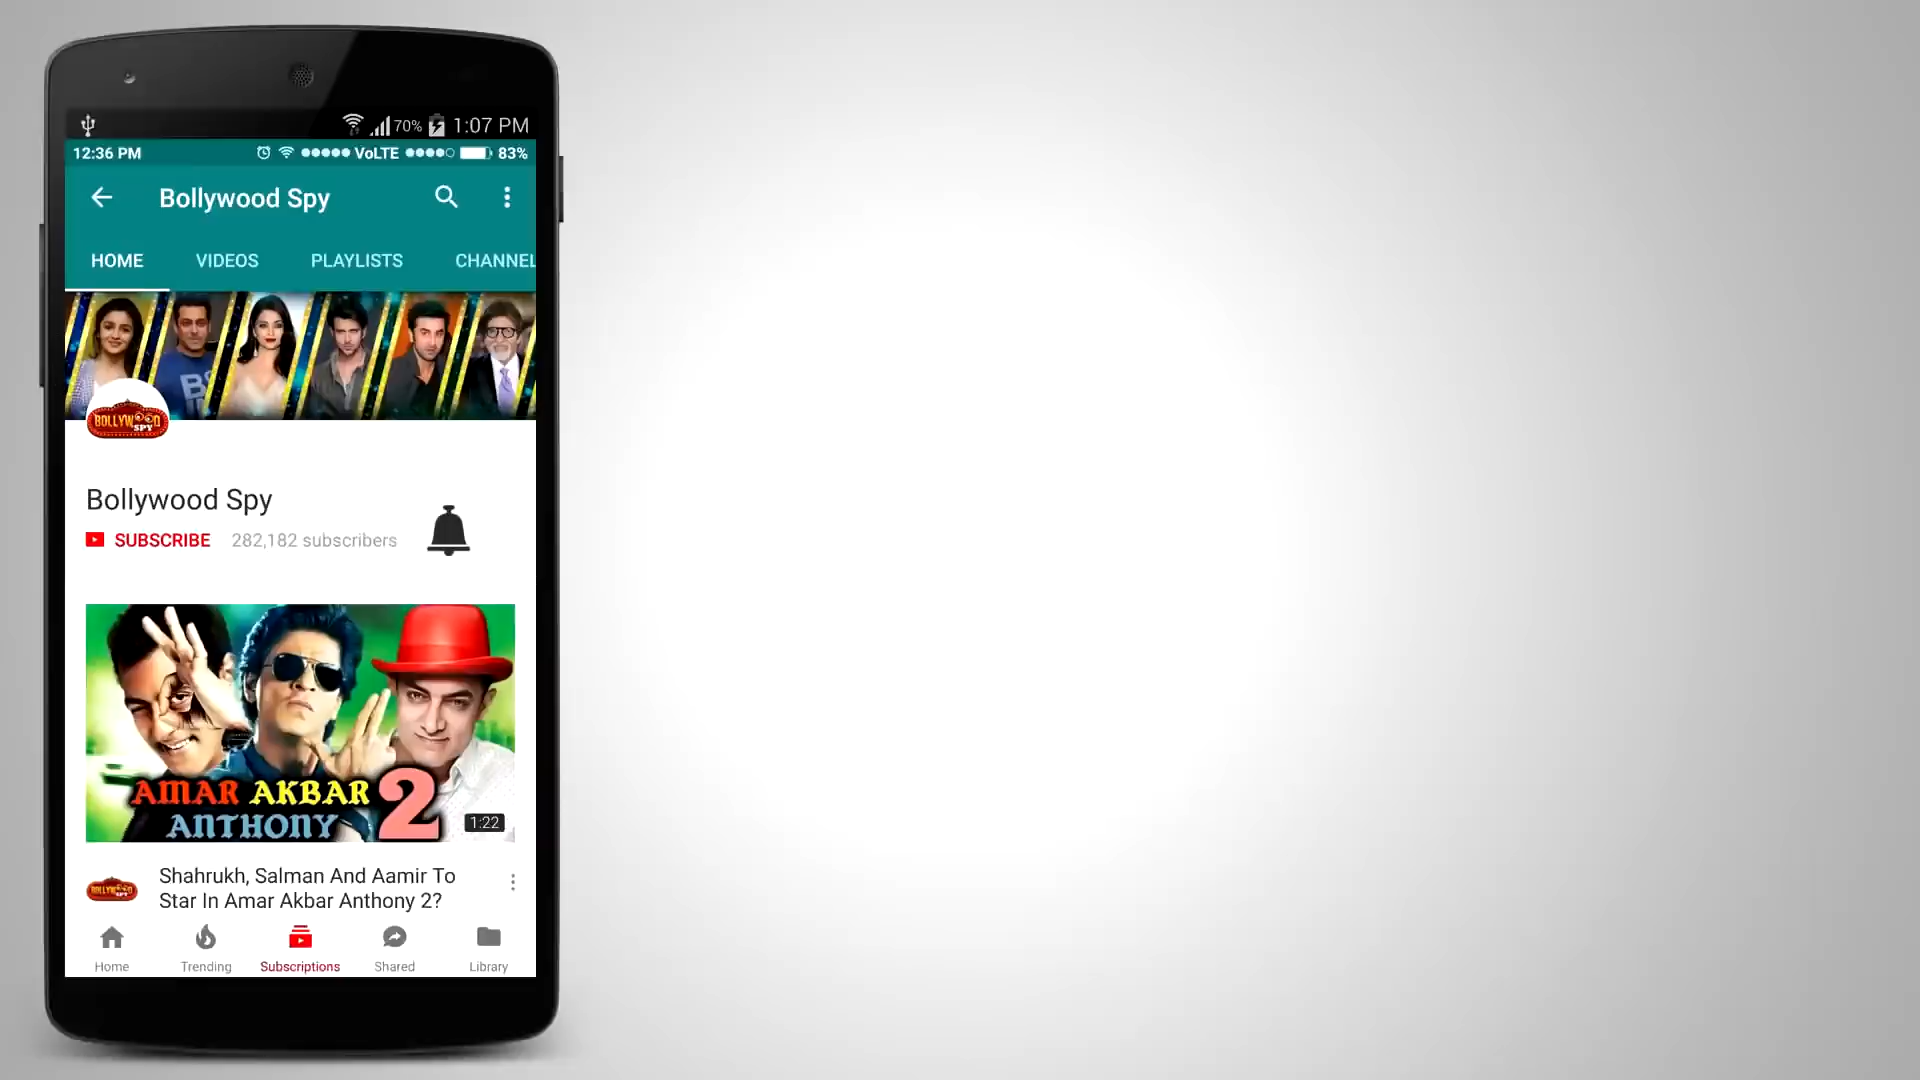 70% 1:07 PM
12:36 PM VoLTE 83%
Bollywood Spy
HOME VIDEOS PLAYLISTS CHANNEL
BOLLYWOOD
SPY
Bollywood Spy
SUBSCRIBE 282,182 subscribers
AMAR AKBAR 2
ANTHONY
1:22
Shahrukh, Salman And Aamir To
Star In Amar Akbar Anthony 2?
BOLLYWOOD
SPY
Home Trending Subscriptions Shared Library